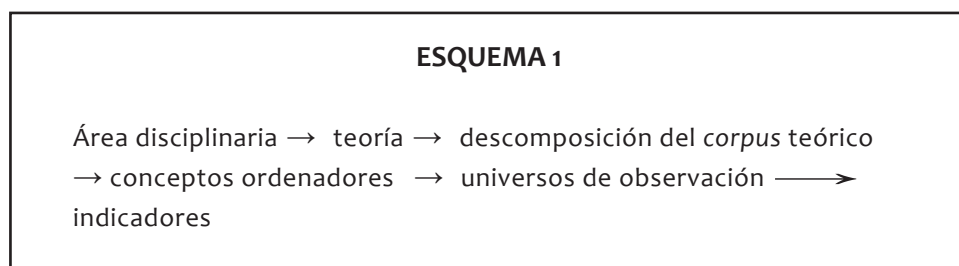 ESQUEMA 1
Área disciplinaria → teoría → descomposición del corpus teórico
→ conceptos ordenadores → universos de observación ⟶
indicadores